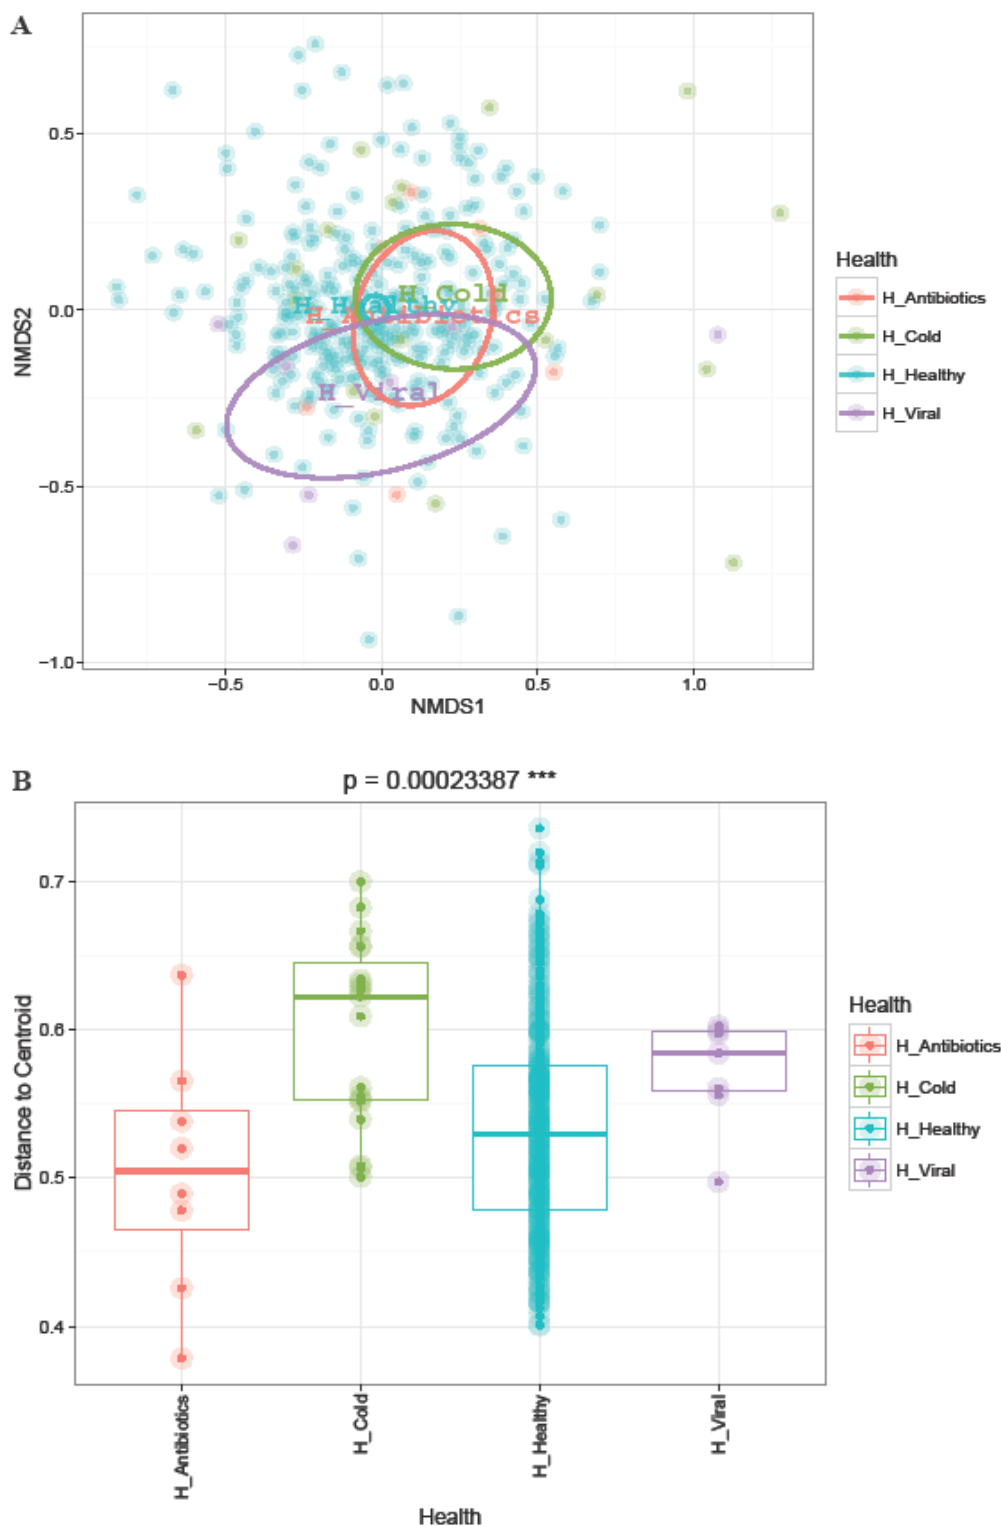 A
0.5
0.0
−0.5
−1.0
NMDS2
H_Cold
H_Healthy
H_Antibiotics
H_Viral
−0.5
0.0
0.5
1.0
NMDS1
Health
H_Antibiotics
H_Cold
H_Healthy
H_Viral
B
p = 0.00023387 ***
0.7
0.6
0.5
0.4
Distance to Centroid
H_Antibiotics
H_Cold
H_Healthy
H_Viral
Health
Health
H_Antibiotics
H_Cold
H_Healthy
H_Viral